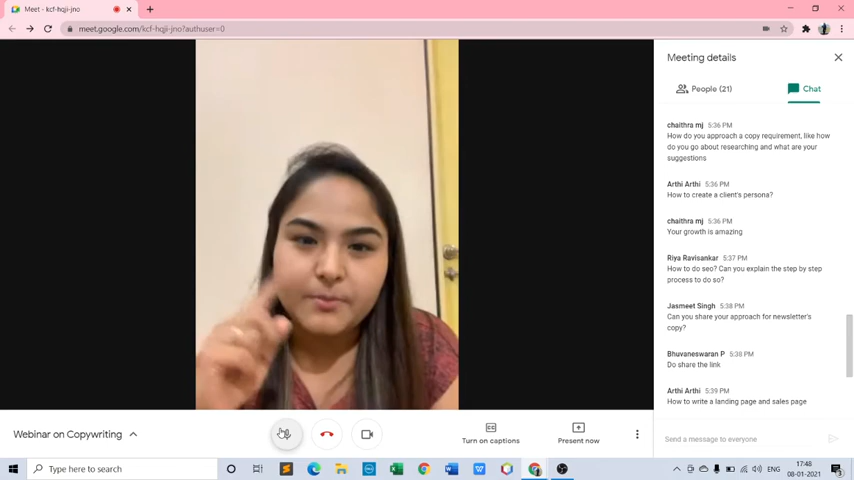 Meet - kcf-hqji-jno
meet.google.com/kcf-hqji-jno?authuser=0
Meeting details
People (21)
Chat
chaithra mj 5:36 PM
How do you approach a copy requirement, like how
do you go about researching and what are your
suggestions
Arthi Arthi 5:36 PM
How to create a client's persona?
chaithra mj 5:36 PM
Your growth is amazing
Riya Ravisankar 5:37 PM
How to do seo? Can you explain the step by step
process to do so?
Jasmeet Singh 5:38 PM
Can you share your approach for newsletter's
copy?
Bhuvaneswaran P 5:38 PM
Do share the link
Arthi Arthi 5:39 PM
How to write a landing page and sales page
Send a message to everyone
Webinar on Copywriting
Turn on captions
Present now
Type here to search
ENG
17:48
08-01-2021